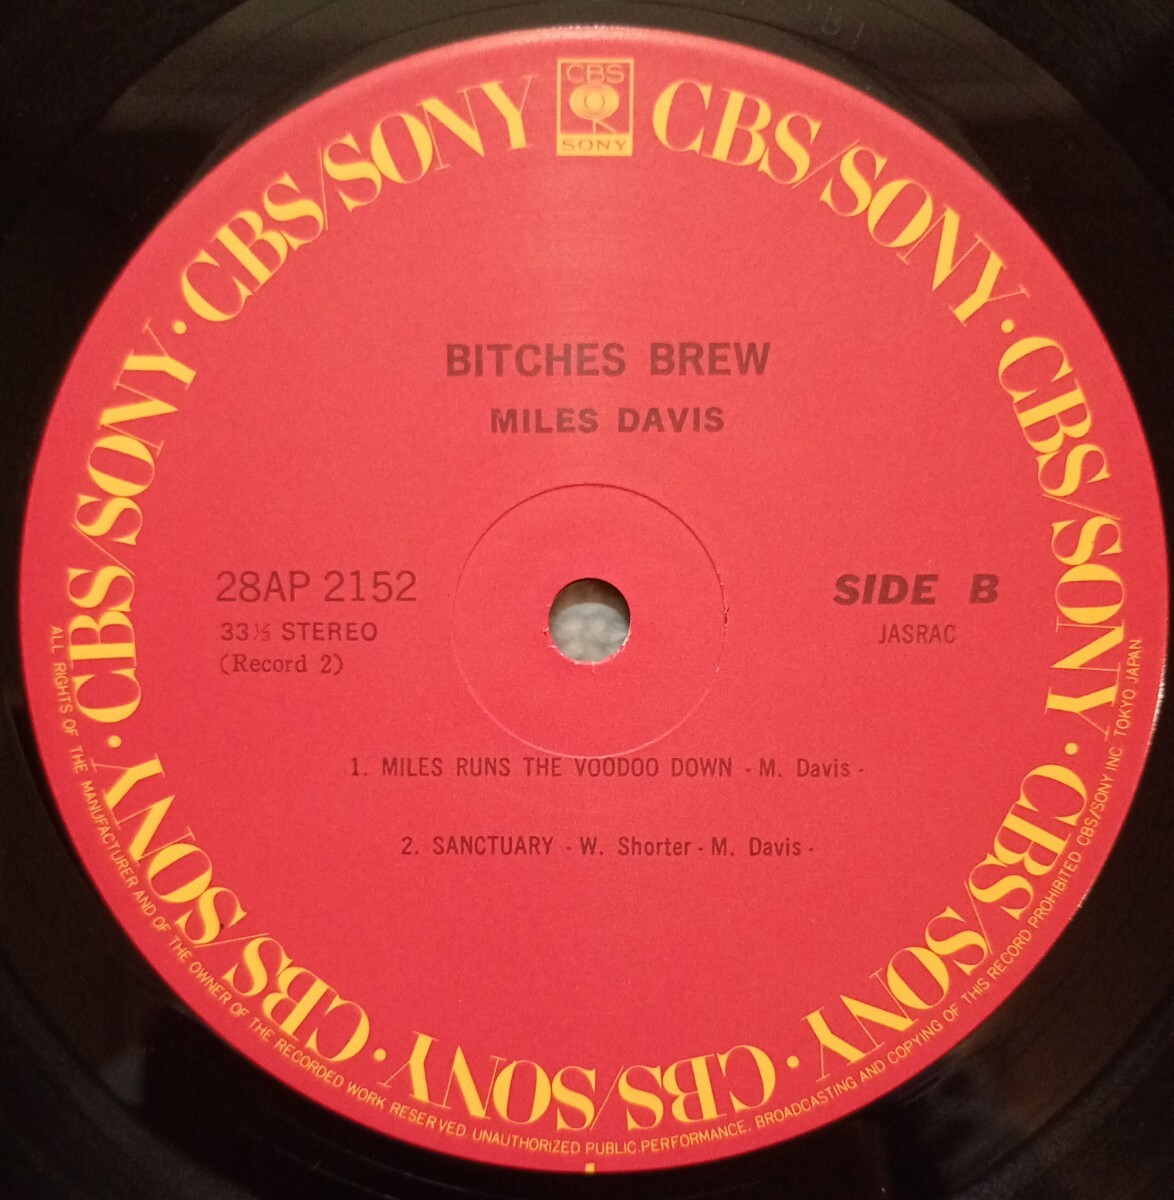 CBS
SONY
CBS/SONY · CBS/SONY · CBS/SONY · CBS/SONY · CBS/SONY · CBS/SONY · CBS/SONY · CBS/SONY
BITCHES BREW
MILES DAVIS
28AP 2152
33⅓ STEREO
(Record 2)
SIDE B
JASRAC
1. MILES RUNS THE VOODOO DOWN - M. Davis -
2. SANCTUARY - W. Shorter - M. Davis -
ALL RIGHTS OF THE MANUFACTURER AND OF THE OWNER OF THE RECORDED WORK RESERVED. UNAUTHORIZED PUBLIC PERFORMANCE, BROADCASTING AND COPYING OF THIS RECORD PROHIBITED CBS/SONY INC TOKYO JAPAN